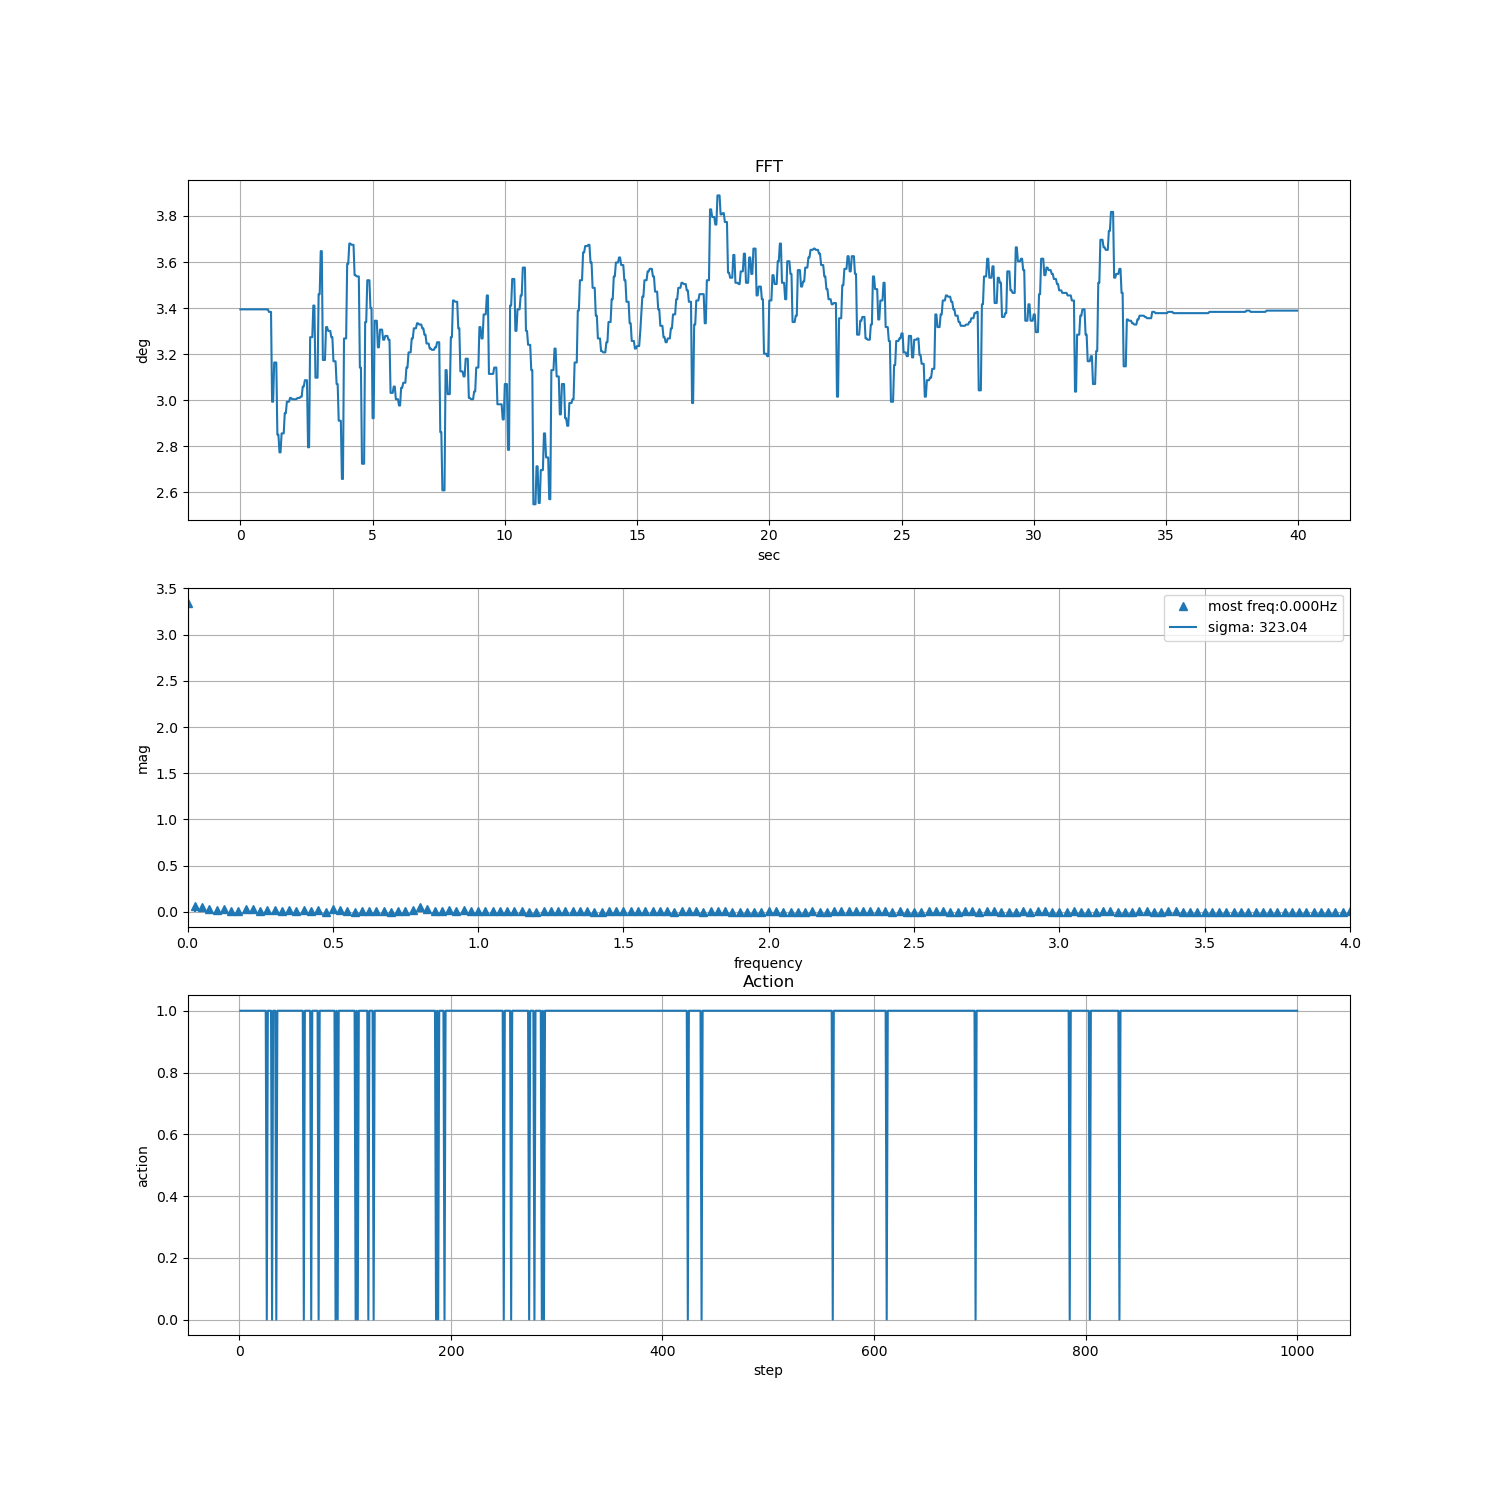 FFT
3.8
3.6
3.4
3.2
3.0
2.8
2.6
deg
0 5 10 15 20 25 30 35 40
sec
3.5
3.0
2.5
2.0
1.5
1.0
0.5
0.0
mag
most freq:0.000Hz
sigma: 323.04
0.0 0.5 1.0 1.5 2.0 2.5 3.0 3.5 4.0
frequency
Action
1.0
0.8
0.6
0.4
0.2
0.0
action
0 200 400 600 800 1000
step